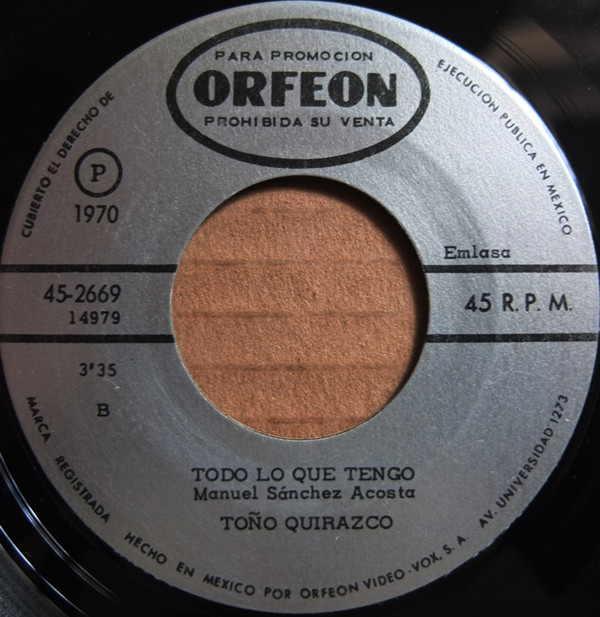 PARA PROMOCION
ORFEON
PROHIBIDA SU VENTA
CUBIERTO EL DERECHO DE
EJECUCION PUBLICA EN MEXICO
P
1970
Emlasa
45-2669
14979
45 R. P. M.
3'35
B
TODO LO QUE TENGO
Manuel Sánchez Acosta
TOÑO QUIRAZCO
MARCA REGISTRADA HECHO EN MEXICO POR ORFEON VIDEO-VOX, S. A AV. UNIVERSIDAD 1273